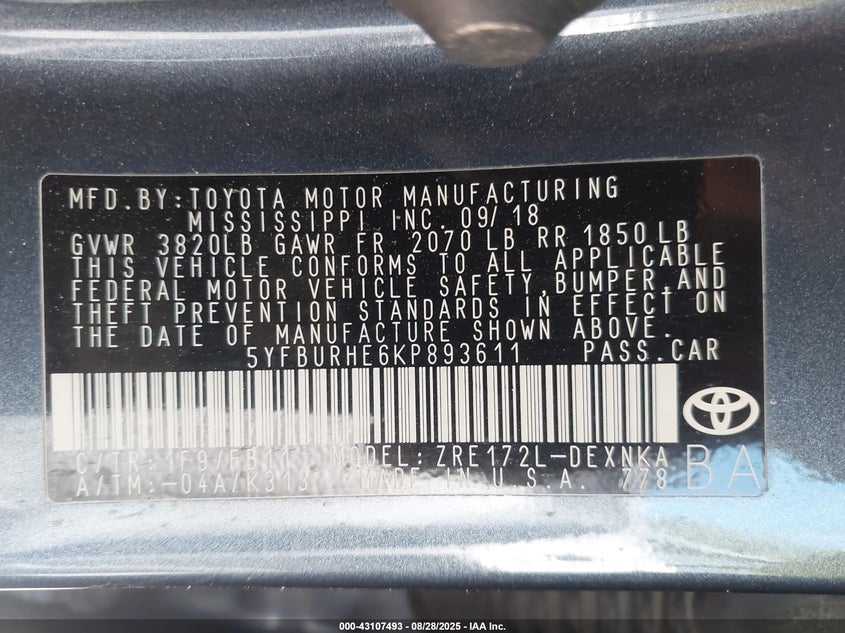 MFD.BY:TOYOTA MOTOR MANUFACTURING
MISSISSIPPI INC. 09/18
GVWR 3820LB GAWR FR 2070 LB RR 1850 LB
THIS VEHICLE CONFORMS TO ALL APPLICABLE
FEDERAL MOTOR VEHICLE SAFETY,BUMPER,AND
THEFT PREVENTION STANDARDS IN EFFECT ON
THE DATE OF MANUFACTURE SHOWN ABOVE.
5YFBURHE6KP893611 PASS.CAR
C/TR:1F9/FB11 MODEL: ZRE172L-DEXNKA
A/TM:-04A/K313 MADE IN U.S.A. 778 BA
000-43107493 - 08/28/2025 - IAA Inc.